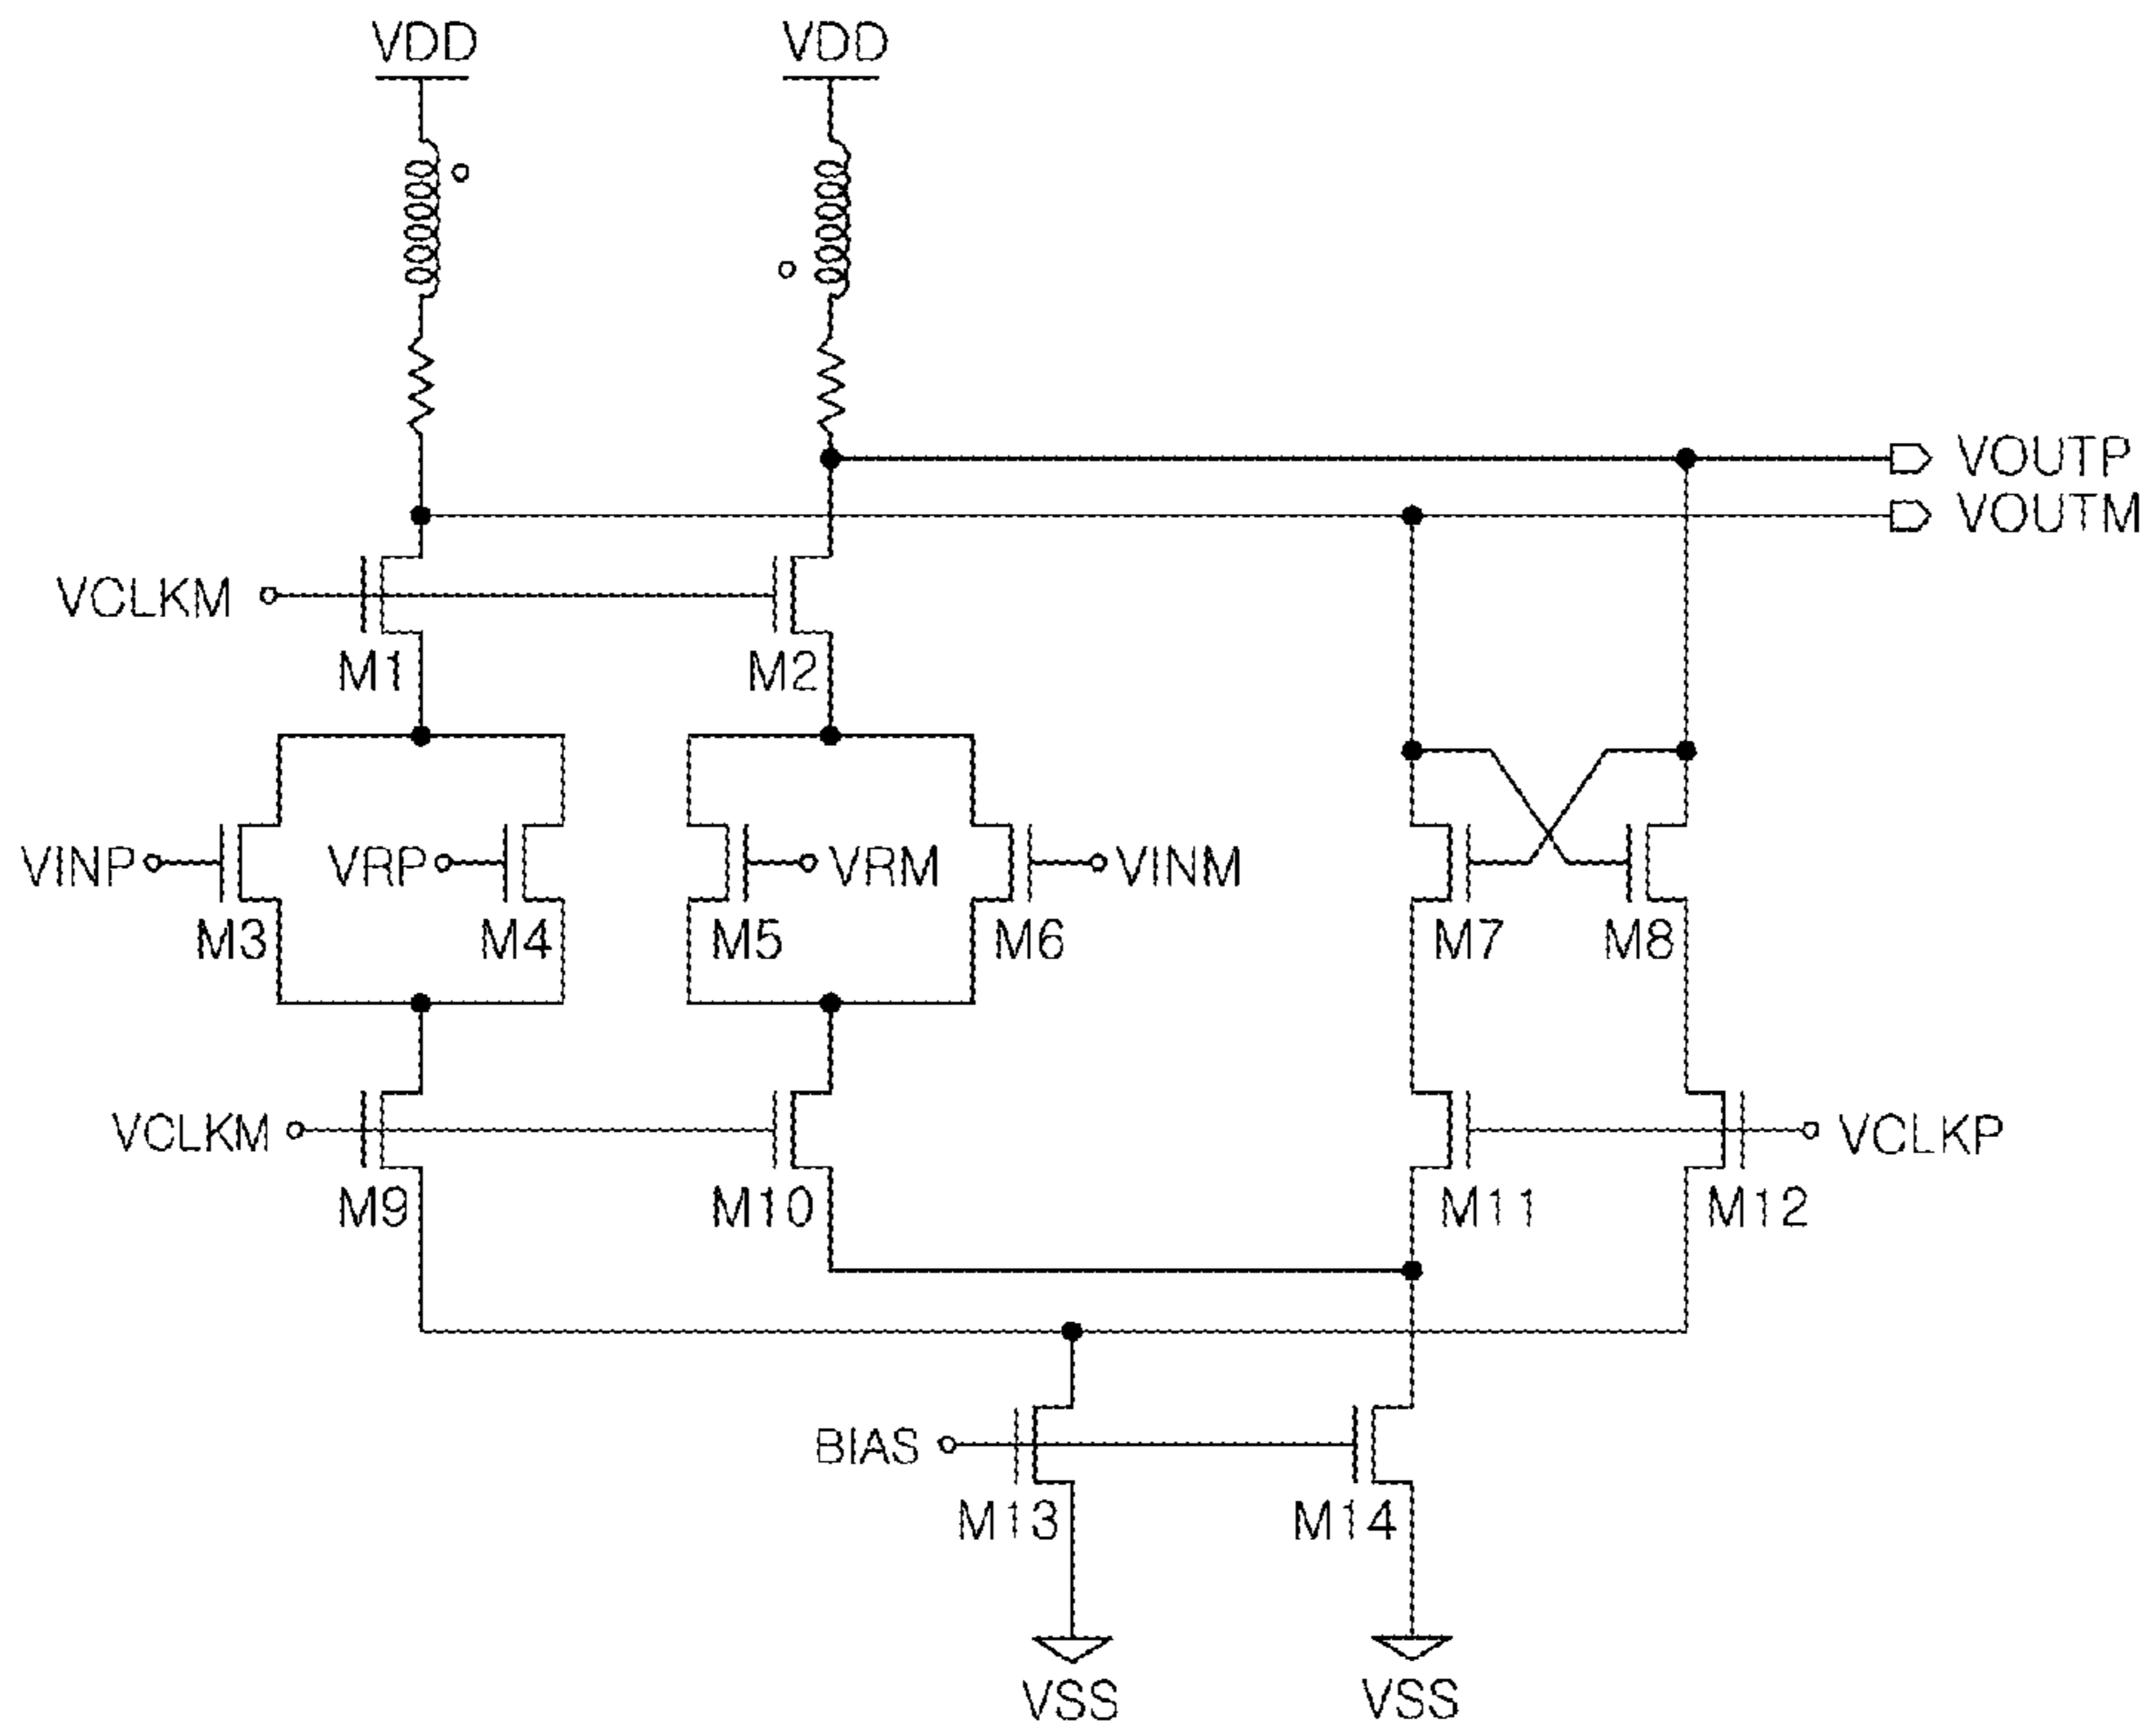 VDD VDD
VOUTP
VOUTM
VCLKM
M1 M2
VINP VRP VRM VINM
M3 M4 M5 M6 M7 M8
VCLKM VCLKP
M9 M10 M11 M12
BIAS
M13 M14
VSS VSS